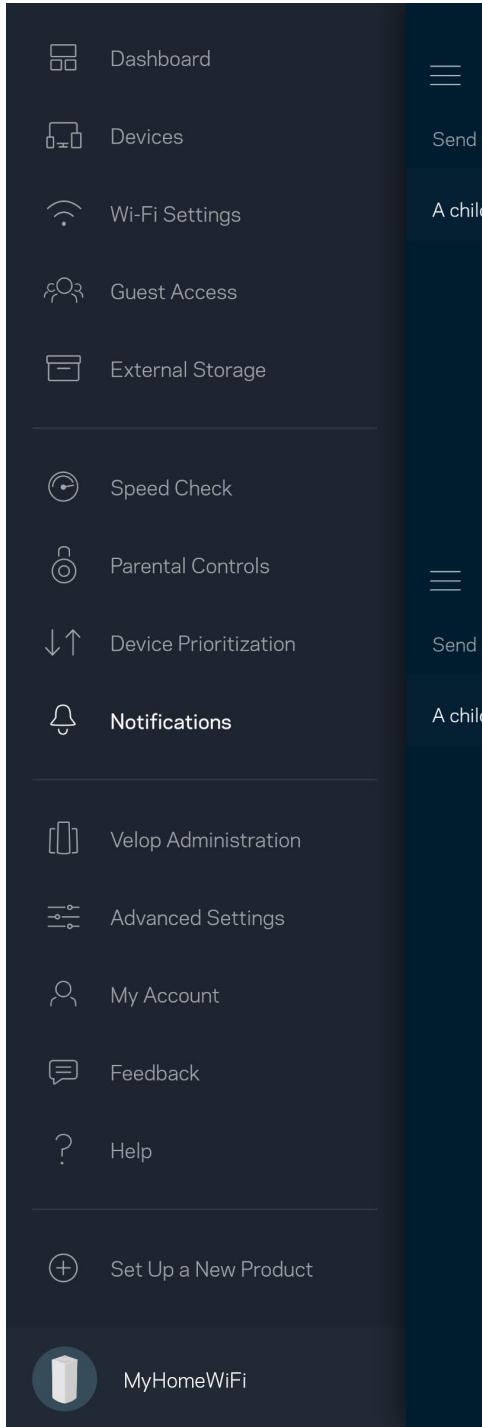 Dashboard
Devices
Wi-Fi Settings
Guest Access
External Storage
Speed Check
Parental Controls
Device Prioritization
Notifications
Velop Administration
Advanced Settings
My Account
Feedback
Help
Set Up a New Product
MyHomeWiFi
Send
A
Send
A